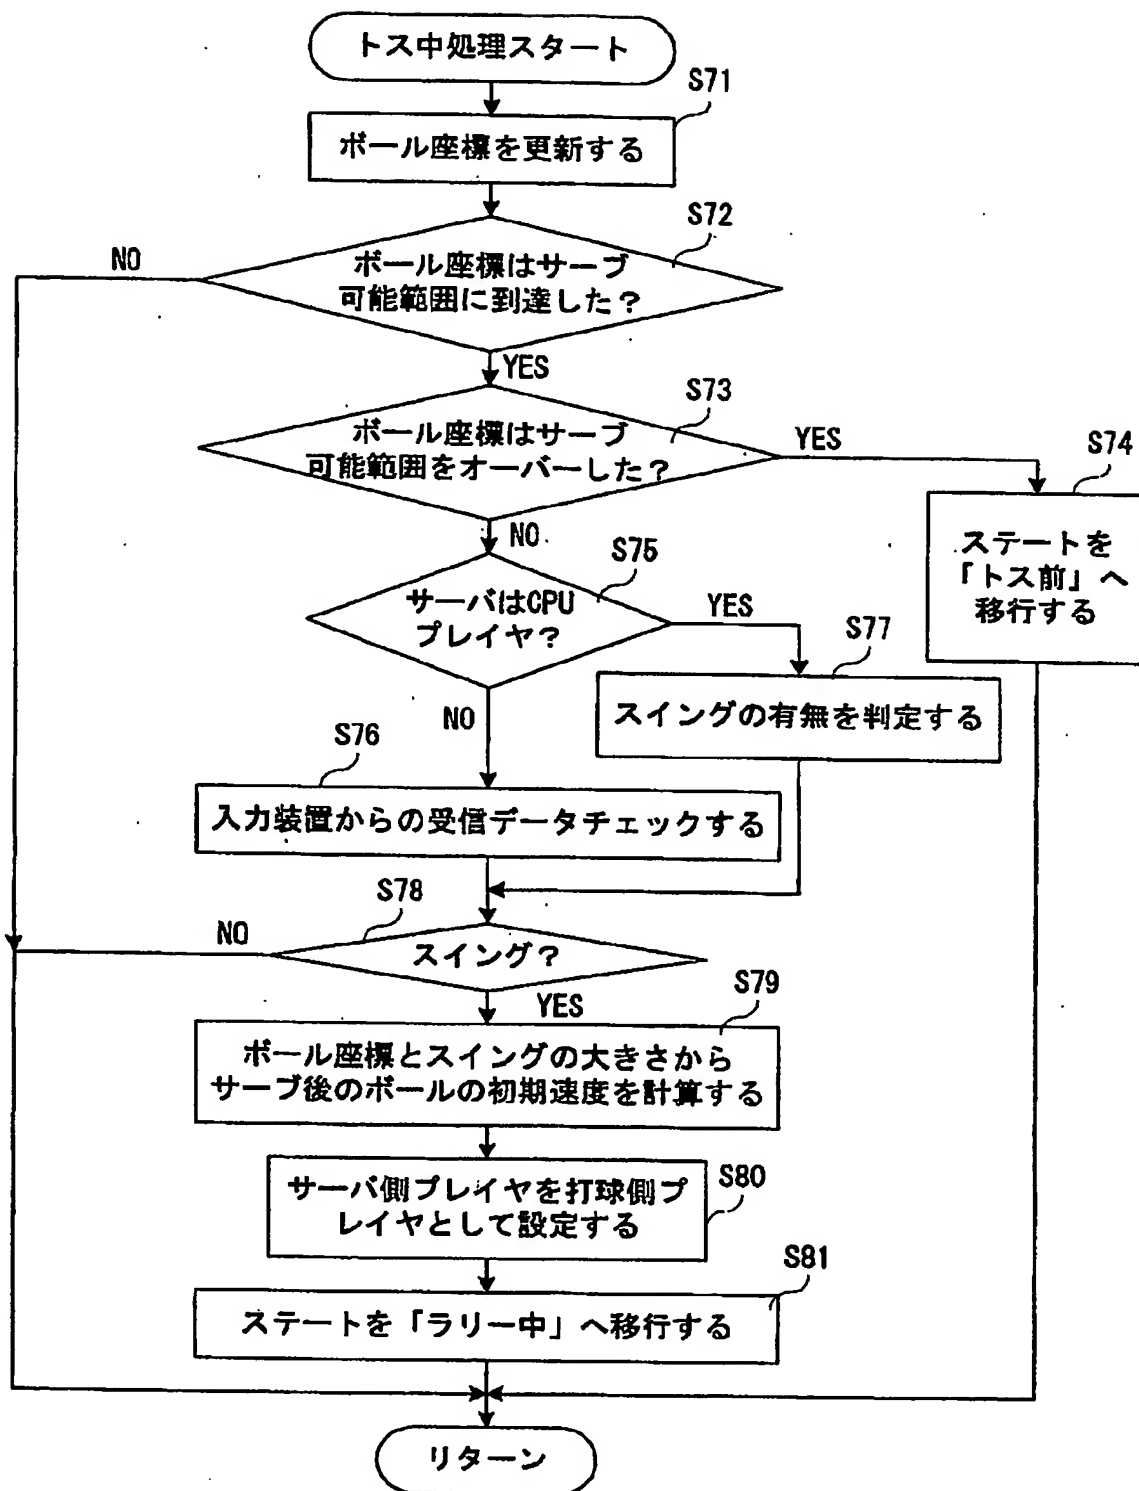 トス中処理スタート
S71
ボール座標を更新する
S72
ボール座標はサーブ
可能範囲に到達した？
NO
YES
S73
ボール座標はサーブ
可能範囲をオーバーした？
YES
S74
ステートを
「トス前」へ
移行する
NO
S75
サーバはCPU
プレイヤ？
YES
S77
スイングの有無を判定する
NO
S76
入力装置からの受信データチェックする
S78
スイング？
NO
YES
S79
ボール座標とスイングの大きさから
サーブ後のボールの初期速度を計算する
S80
サーバ側プレイヤを打球側プ
レイヤとして設定する
S81
ステートを「ラリー中」へ移行する
リターン